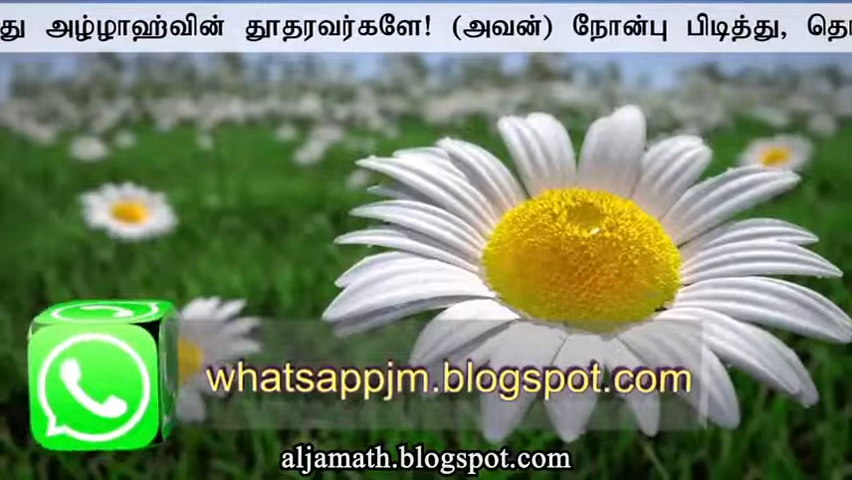 து அழ்ழாஹ்வின் தூதரவர்களே! (அவன்) நோன்பு பிடித்து, தொ
whatsappjm.blogspot.com
aljamath.blogspot.com